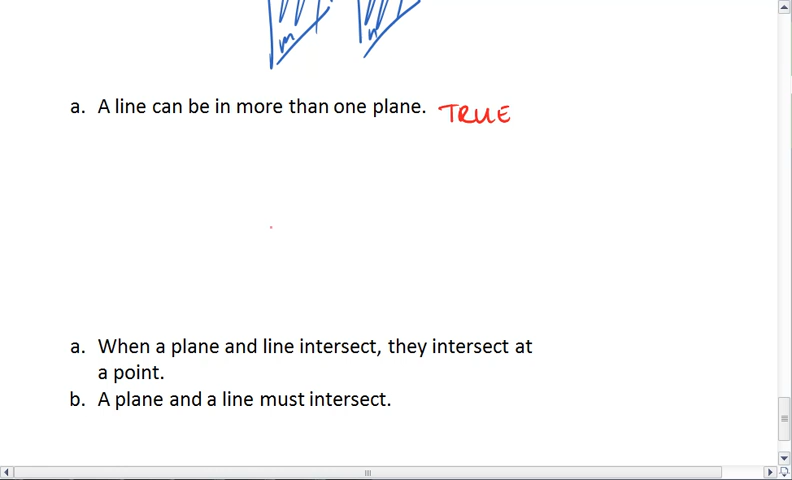 m n
a. A line can be in more than one plane. TRUE
a. When a plane and line intersect, they intersect at
a point.
b. A plane and a line must intersect.